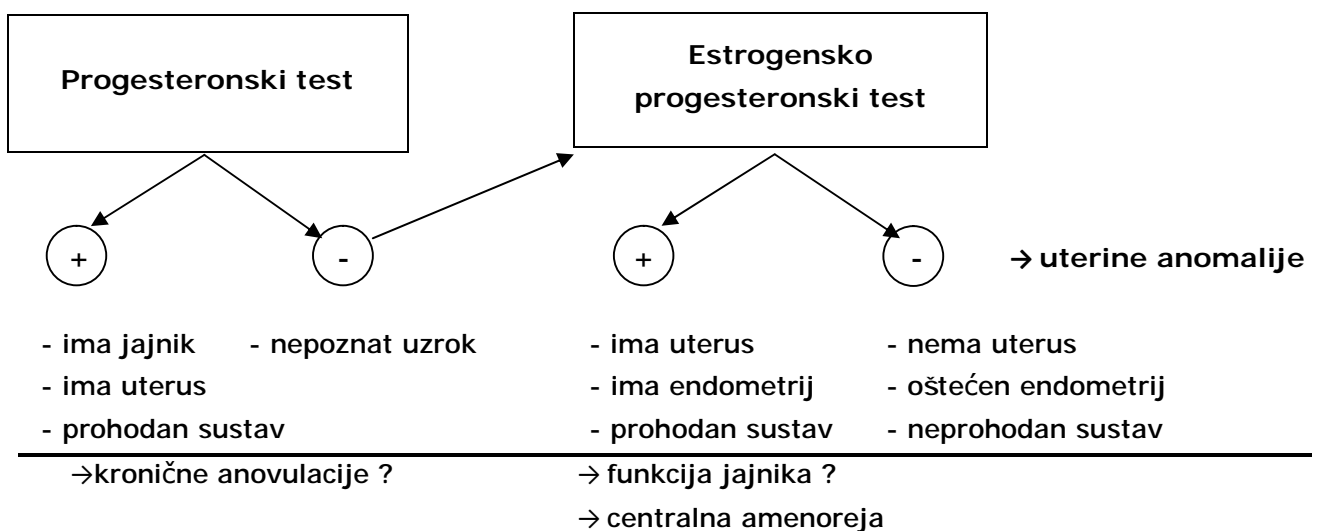 Progesteronski test
Estrogensko
progesteronski test
+
-
+
-
→ uterine anomalije
- ima jajnik
- nepoznat uzrok
- ima uterus
- nema uterus
- ima uterus
- ima endometrij
- oštećen endometrij
- prohodan sustav
- prohodan sustav
- neprohodan sustav
→kronične anovulacije ?
→ funkcija jajnika ?
→ centralna amenoreja